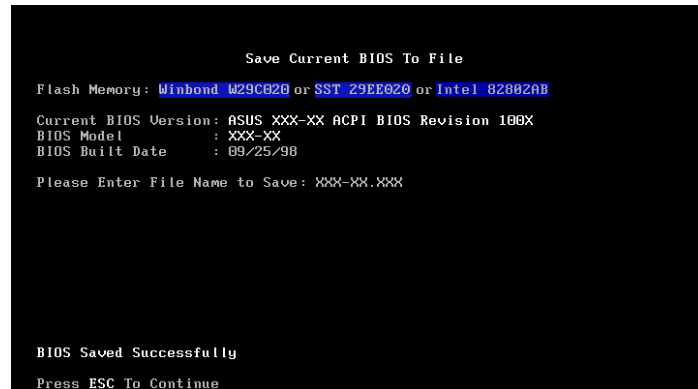 Save Current BIOS To File
Flash Memory: Winbond W29C020 or SST 29EE020 or Intel 82802AB
Current BIOS Version: ASUS XXX-XX ACPI BIOS Revision 100X
BIOS Model : XXX-XX
BIOS Built Date : 09/25/98
Please Enter File Name to Save: XXX-XX.XXX
BIOS Saved Successfully
Press ESC To Continue